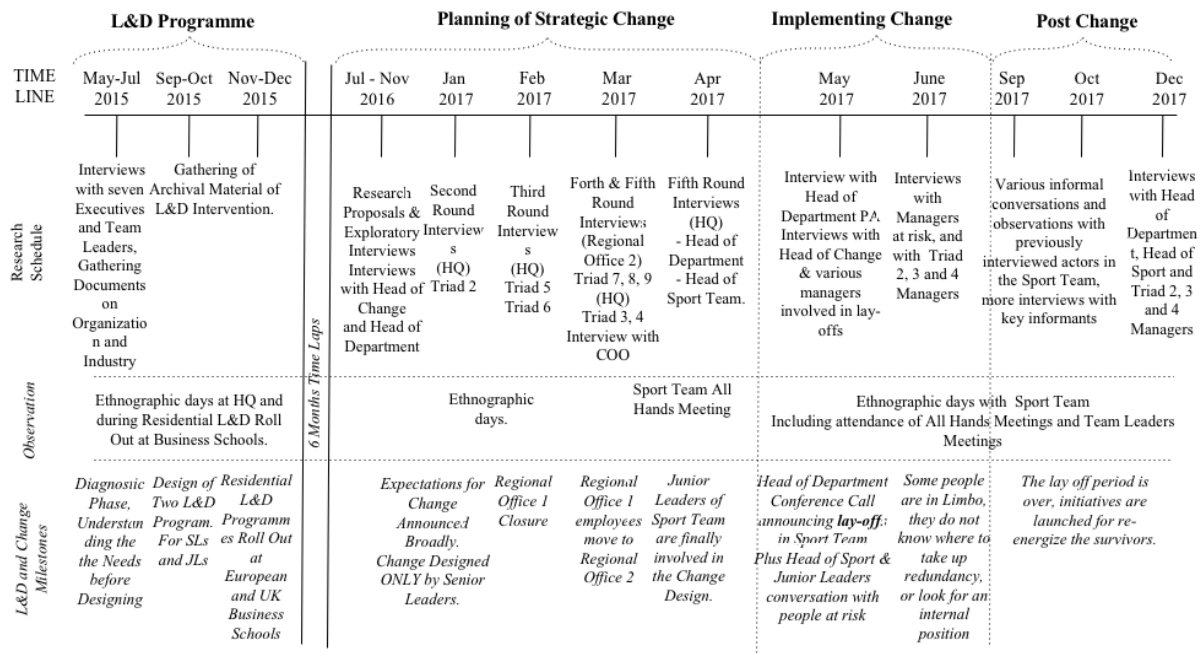 L&D Programme
Planning of Strategic Change
Implementing Change
Post Change
TIME
LINE
May-Jul
2015
Sep-Oct
2015
Nov-Dec
2015
Jul - Nov
2016
Jan
2017
Feb
2017
Mar
2017
Apr
2017
May
2017
June
2017
Sep
2017
Oct
2017
Dec
2017
Research
Schedule
Interviews
with seven
Executives
and Team
Leaders,
Gathering
Documents
on
Organizatio
n and
Industry
Gathering of
Archival Material of
L&D Intervention.
6 Months Time Laps
Research
Proposals &
Exploratory
Interviews
Interviews
with Head of
Change
and Head of
Department
Second
Round
Interview
s
(HQ)
Triad 2
Third
Round
Interview
s
(HQ)
Triad 5
Triad 6
Forth & Fifth
Round
Interviews
(Regional
Office 2)
Triad 7, 8, 9
(HQ)
Triad 3, 4
Interview with
COO
Fifth Round
Interviews
(HQ)
- Head of
Department
- Head of
Sport Team.
Interview with
Head of
Department PA.
Interviews with
Head of Change
& various
managers
involved in lay-
offs
Interviews
with
Managers
at risk, and
with Triad
2, 3 and 4
Managers
Various informal
conversations and
observations with
previously
interviewed actors in
the Sport Team,
more interviews with
key informants
Interviews
with Head
of
Departmen
t, Head of
Sport and
Triad 2, 3
and 4
Managers
Observation
Ethnographic days at HQ and
during Residential L&D Roll
Out at Business Schools.
Ethnographic
days.
Sport Team All
Hands Meeting
Ethnographic days with Sport Team
Including attendance of All Hands Meetings and Team Leaders
Meetings
L&D and Change
Milestones
Diagnostic
Phase,
Understan
ding the
the Needs
before
Designing
Design of
Two L&D
Program.
For SLs
and JLs
Residential
L&D
Programm
es Roll Out
at
European
and UK
Business
Schools
Expectations for
Change
Announced
Broadly.
Change Designed
ONLY by Senior
Leaders.
Regional
Office 1
Closure
Regional
Office 1
employees
move to
Regional
Office 2
Junior
Leaders of
Sport Team
are finally
involved in
the Change
Design.
Head of Department
Conference Call
announcing lay-offs
in Sport Team
Plus Head of Sport &
Junior Leaders
conversation with
people at risk
Some people
are in Limbo,
they do not
know where to
take up
redundancy,
or look for an
internal
position
The lay off period is
over, initiatives are
launched for re-
energize the survivors.